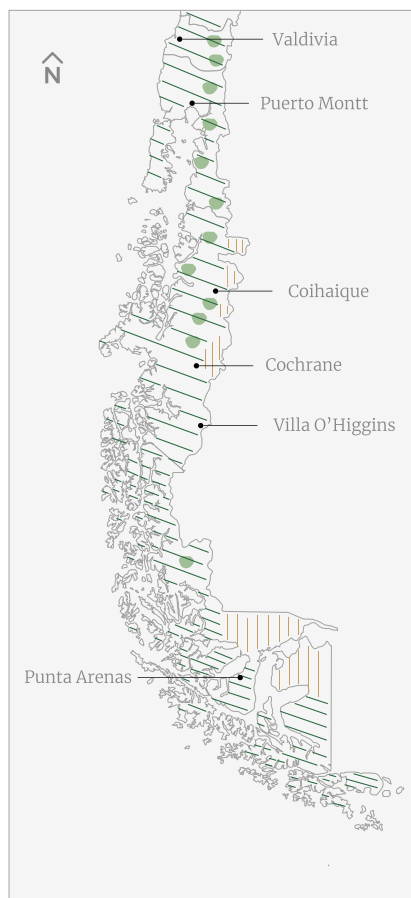 Valdivia
N
Puerto Montt
Coihaique
Cochrane
Villa O’Higgins
Punta Arenas